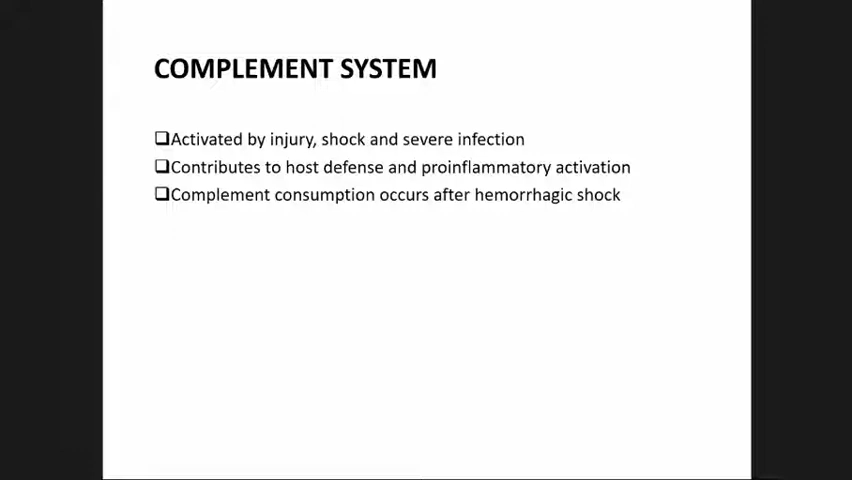 COMPLEMENT SYSTEM
❑Activated by injury, shock and severe infection
❑Contributes to host defense and proinflammatory activation
❑Complement consumption occurs after hemorrhagic shock